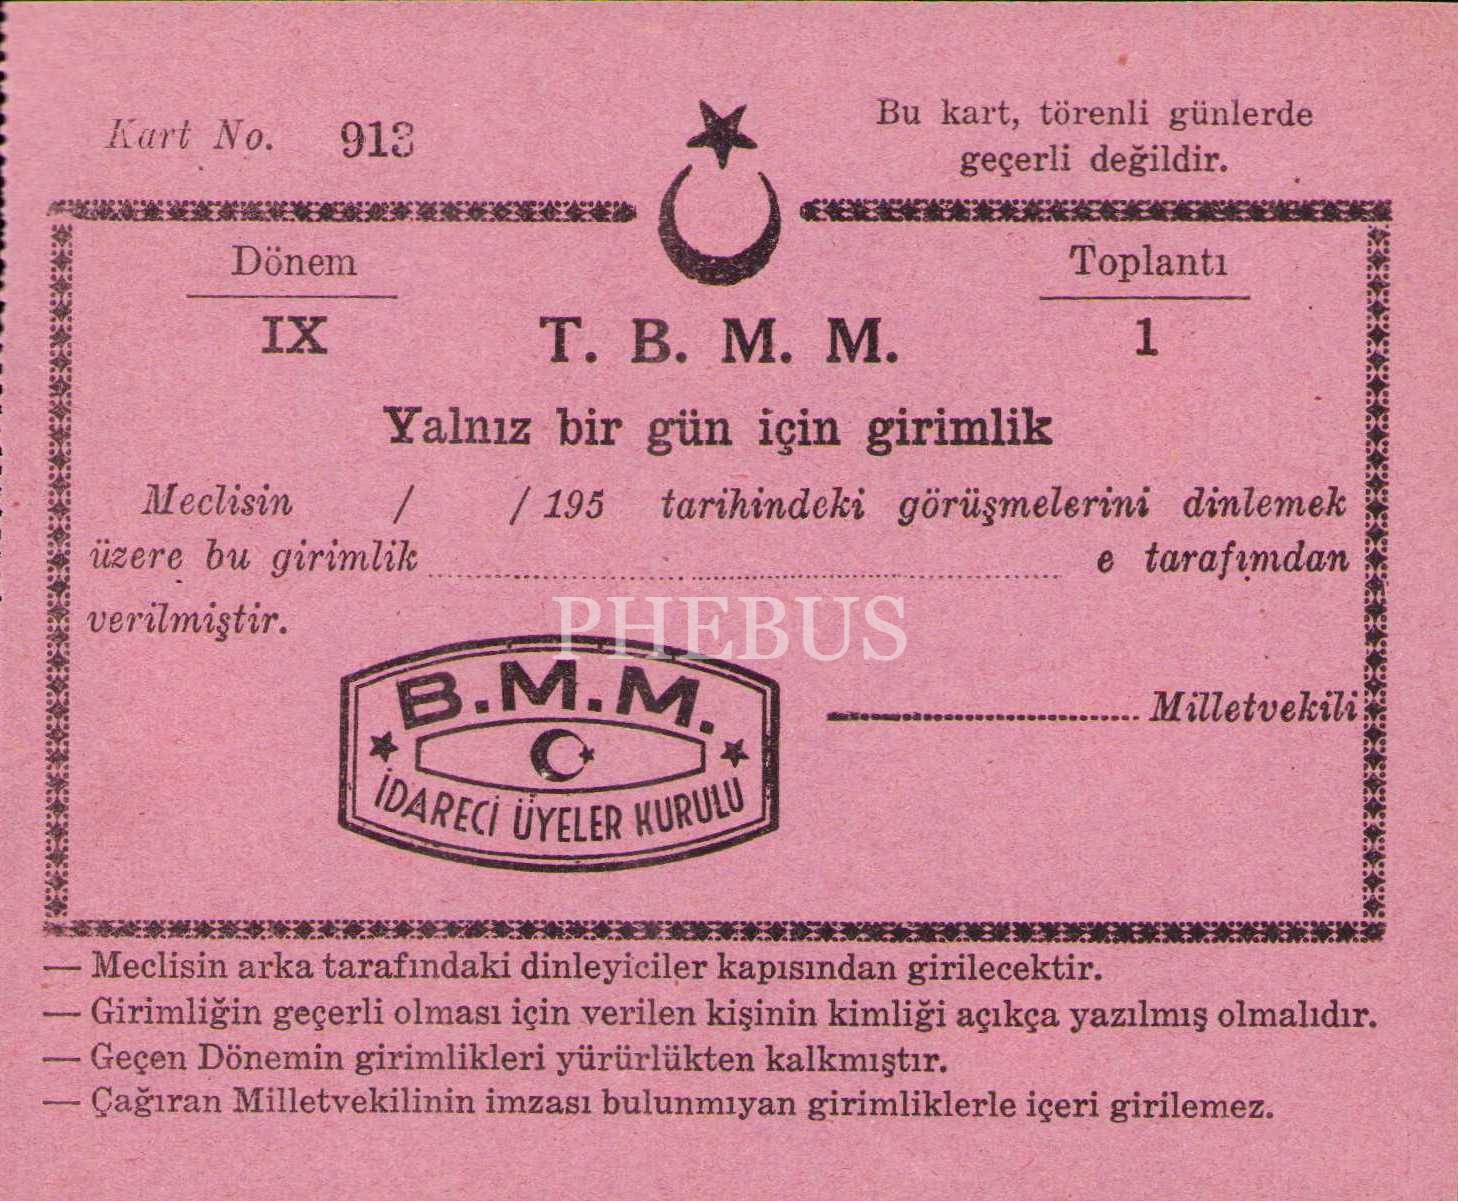 Kart No. 913
Bu kart, törenli günlerde
geçerli değildir.
Dönem
IX
T. B. M. M.
Toplantı
1
Yalnız bir gün için girimlik
Meclisin / / 195 tarihindeki görüşmelerini dinlemek
üzere bu girimlik ........ e tarafımdan
verilmiştir.
PHEBUS
B.M.M.
İDARECİ ÜYELER KURULU
........ Milletvekili
— Meclisin arka tarafındaki dinleyiciler kapısından girilecektir.
— Girimliğin geçerli olması için verilen kişinin kimliği açıkça yazılmış olmalıdır.
— Geçen Dönemin girimlikleri yürürlükten kalkmıştır.
— Çağıran Milletvekilinin imzası bulunmıyan girimliklerle içeri girilemez.